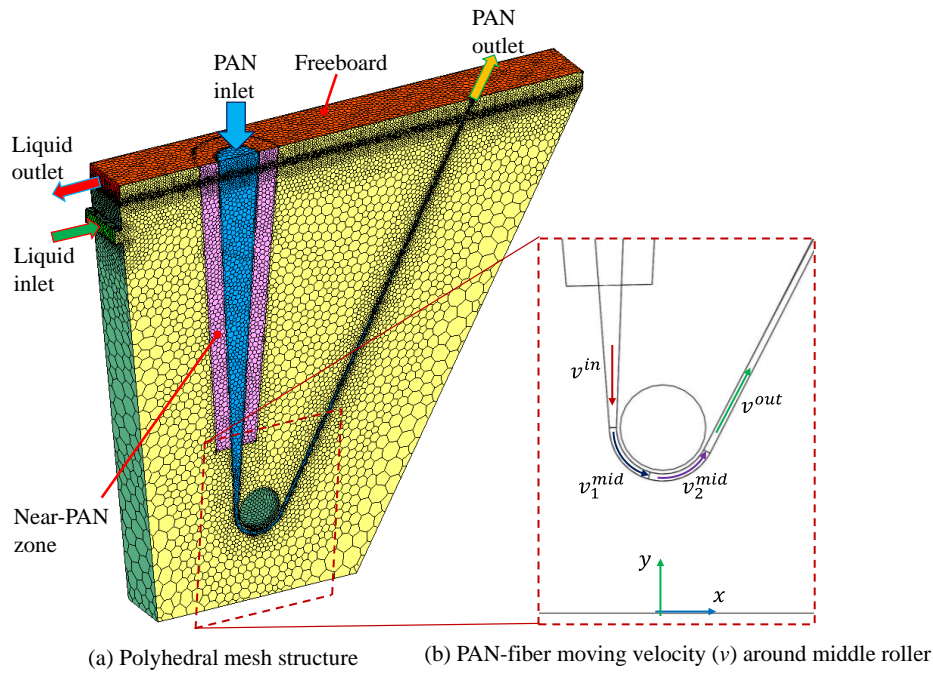 PAN
outlet
PAN
inlet
Freeboard
Liquid
outlet
Liquid
inlet
Near-PAN
zone
v^{in}
v^{out}
v_1^{mid}
v_2^{mid}
y
x
(a) Polyhedral mesh structure
(b) PAN-fiber moving velocity (v) around middle roller